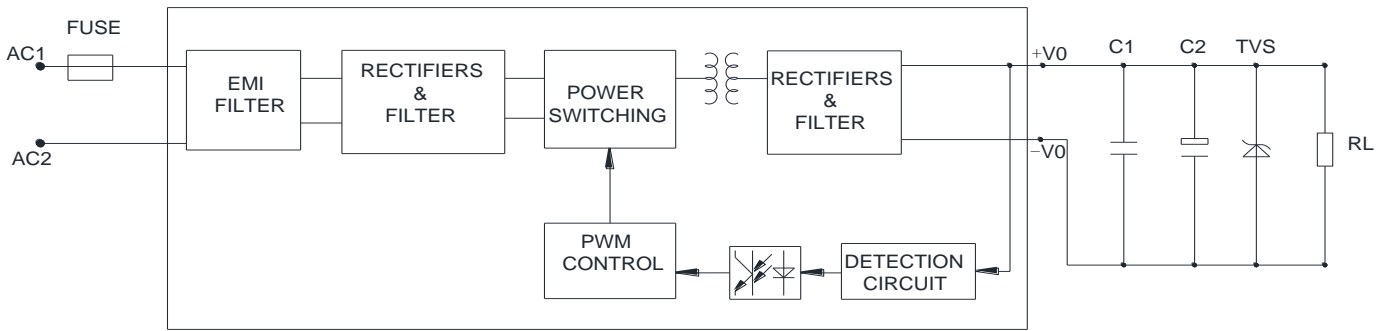 FUSE
AC1
AC2
EMI
FILTER
RECTIFIERS
&
FILTER
POWER
SWITCHING
RECTIFIERS
&
FILTER
+V0
−V0
C1
C2
TVS
RL
PWM
CONTROL
DETECTION
CIRCUIT